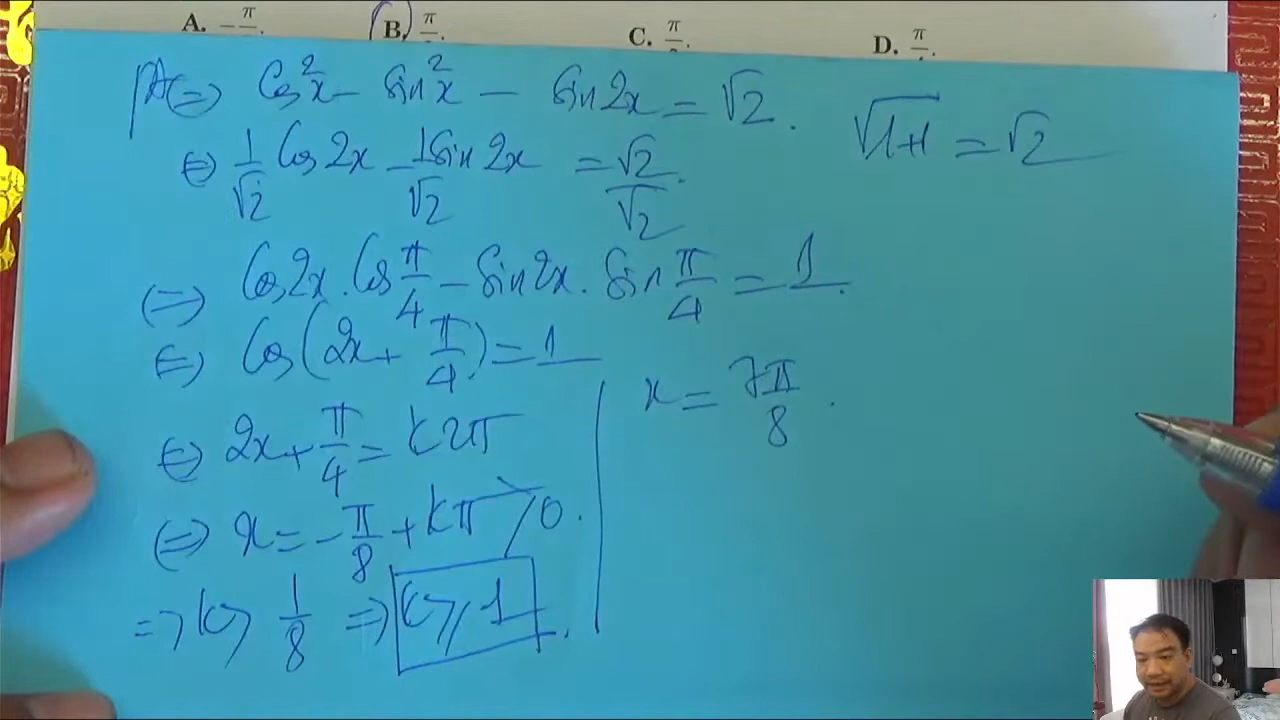 A. −π B. π C. π D. π
Pt ⇔ cos²x − sin²x − sin2x = √2.
√1+1 = √2
⇔ 1/√2 cos2x − 1/√2 sin2x = √2/√2.
⇔ cos2x.cos π/4 − sin2x.sin π/4 = 1.
⇔ cos(2x + π/4) = 1
⇔ 2x + π/4 = k2π
⇔ x = −π/8 + kπ > 0.
⇒ k > 1/8 ⇒ k ⩾ 1.
x = 7π/8.